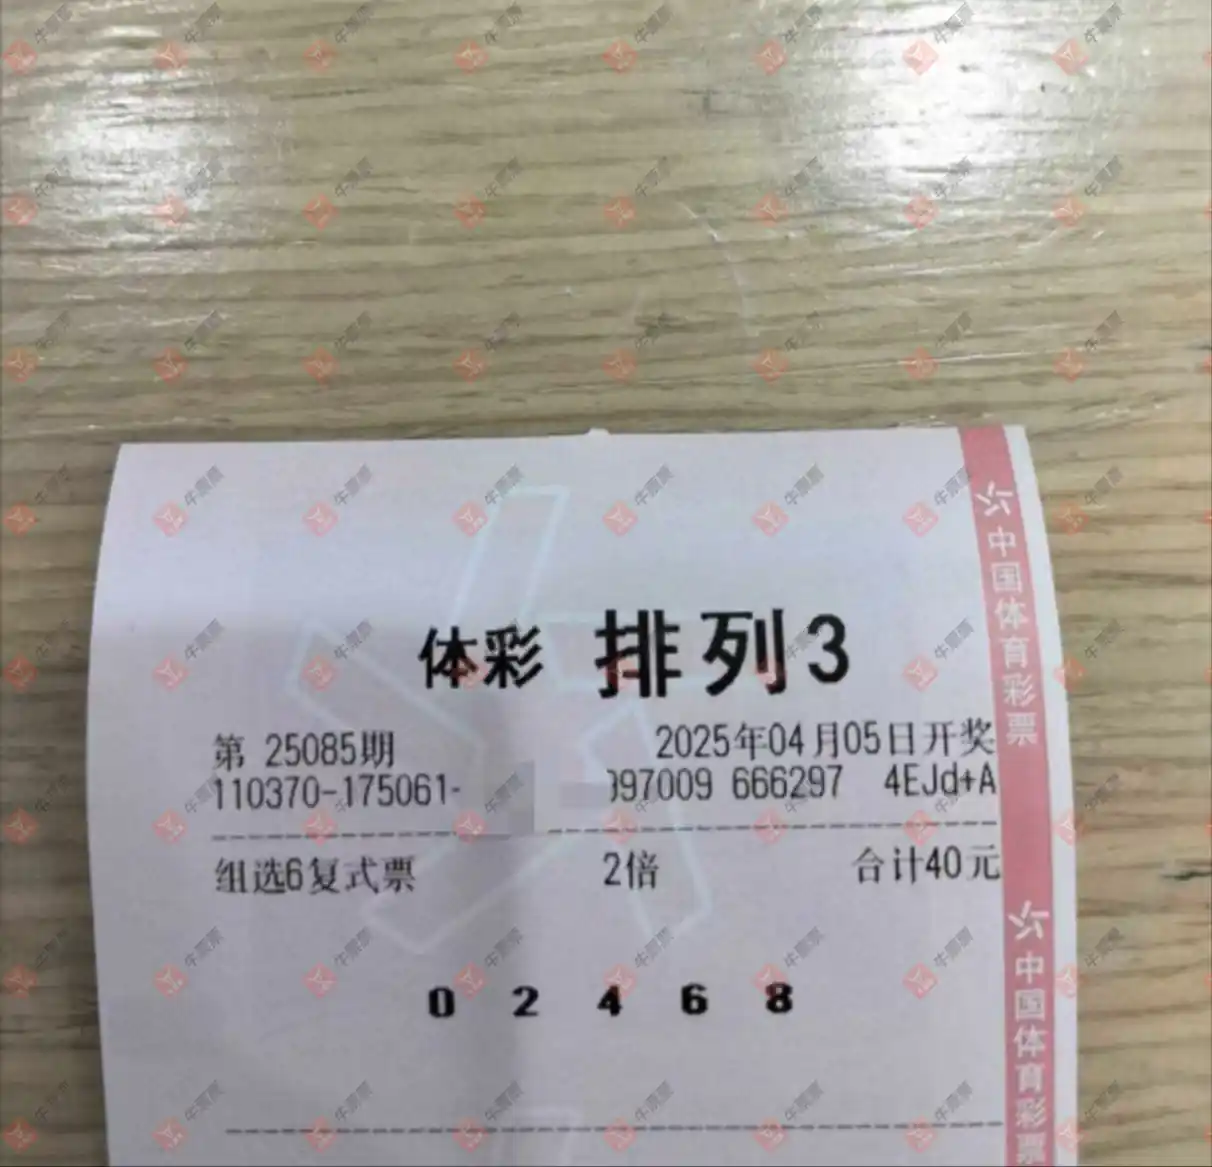 体彩 排列3
第 25085期 2025年04月05日开奖
110370-175061- 097009 666297 4EJd+A
组选6复式票 2倍 合计40元
0 2 4 6 8
中国体育彩票
中国体育彩票
牛票票